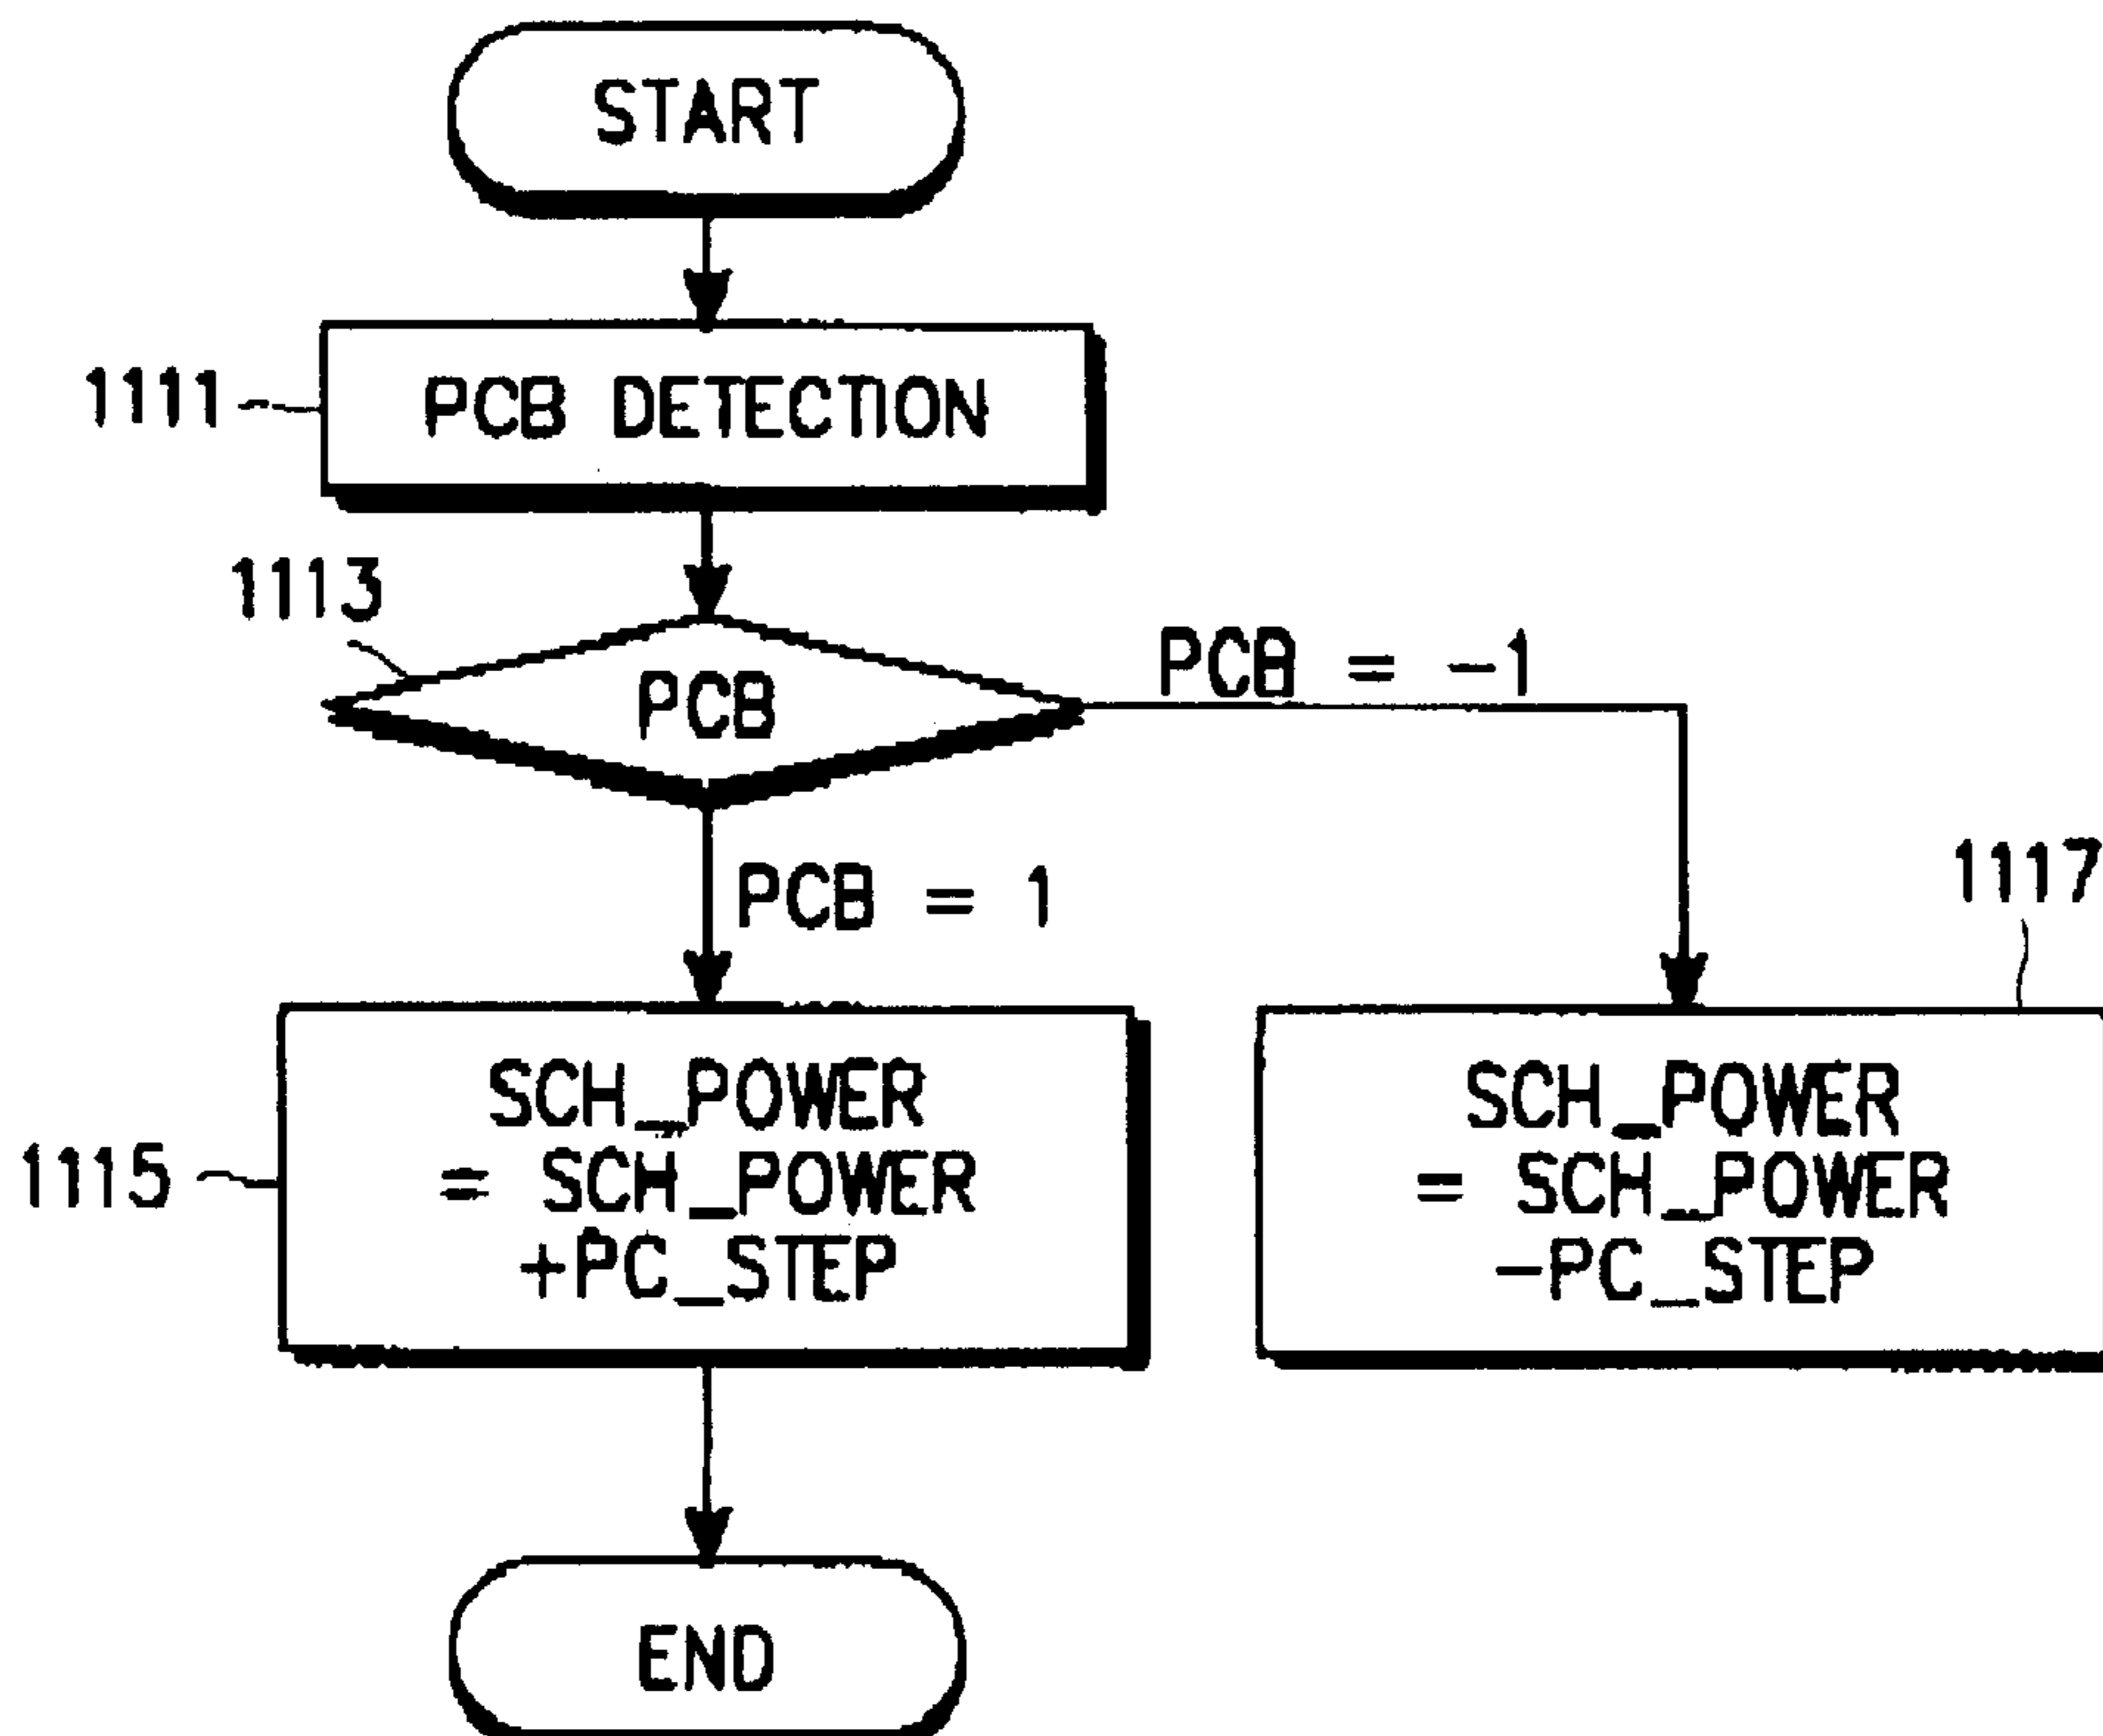 START
1111
PCB DETECTION
1113
PCB
PCB = -1
PCB = 1
1117
1115
SCH_POWER
= SCH_POWER
+PC_STEP
SCH_POWER
= SCH_POWER
-PC_STEP
END